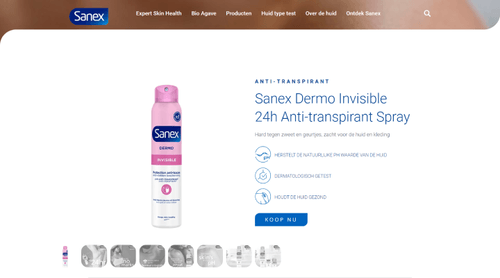 Sanex
Expert Skin Health
Bio Agave
Producten
Huid type test
Over de huid
Ontdek Sanex
ANTI-TRANSPIRANT
Sanex Dermo Invisible
24h Anti-transpirant Spray
Hard tegen zweet en geurtjes, zacht voor de huid en kleding
HERSTELT DE NATUURLIJKE PH WAARDE VAN DE HUID
DERMATOLOGISCH GETEST
HOUDT DE HUID GEZOND
KOOP NU
Sanex
DERMO
INVISIBLE